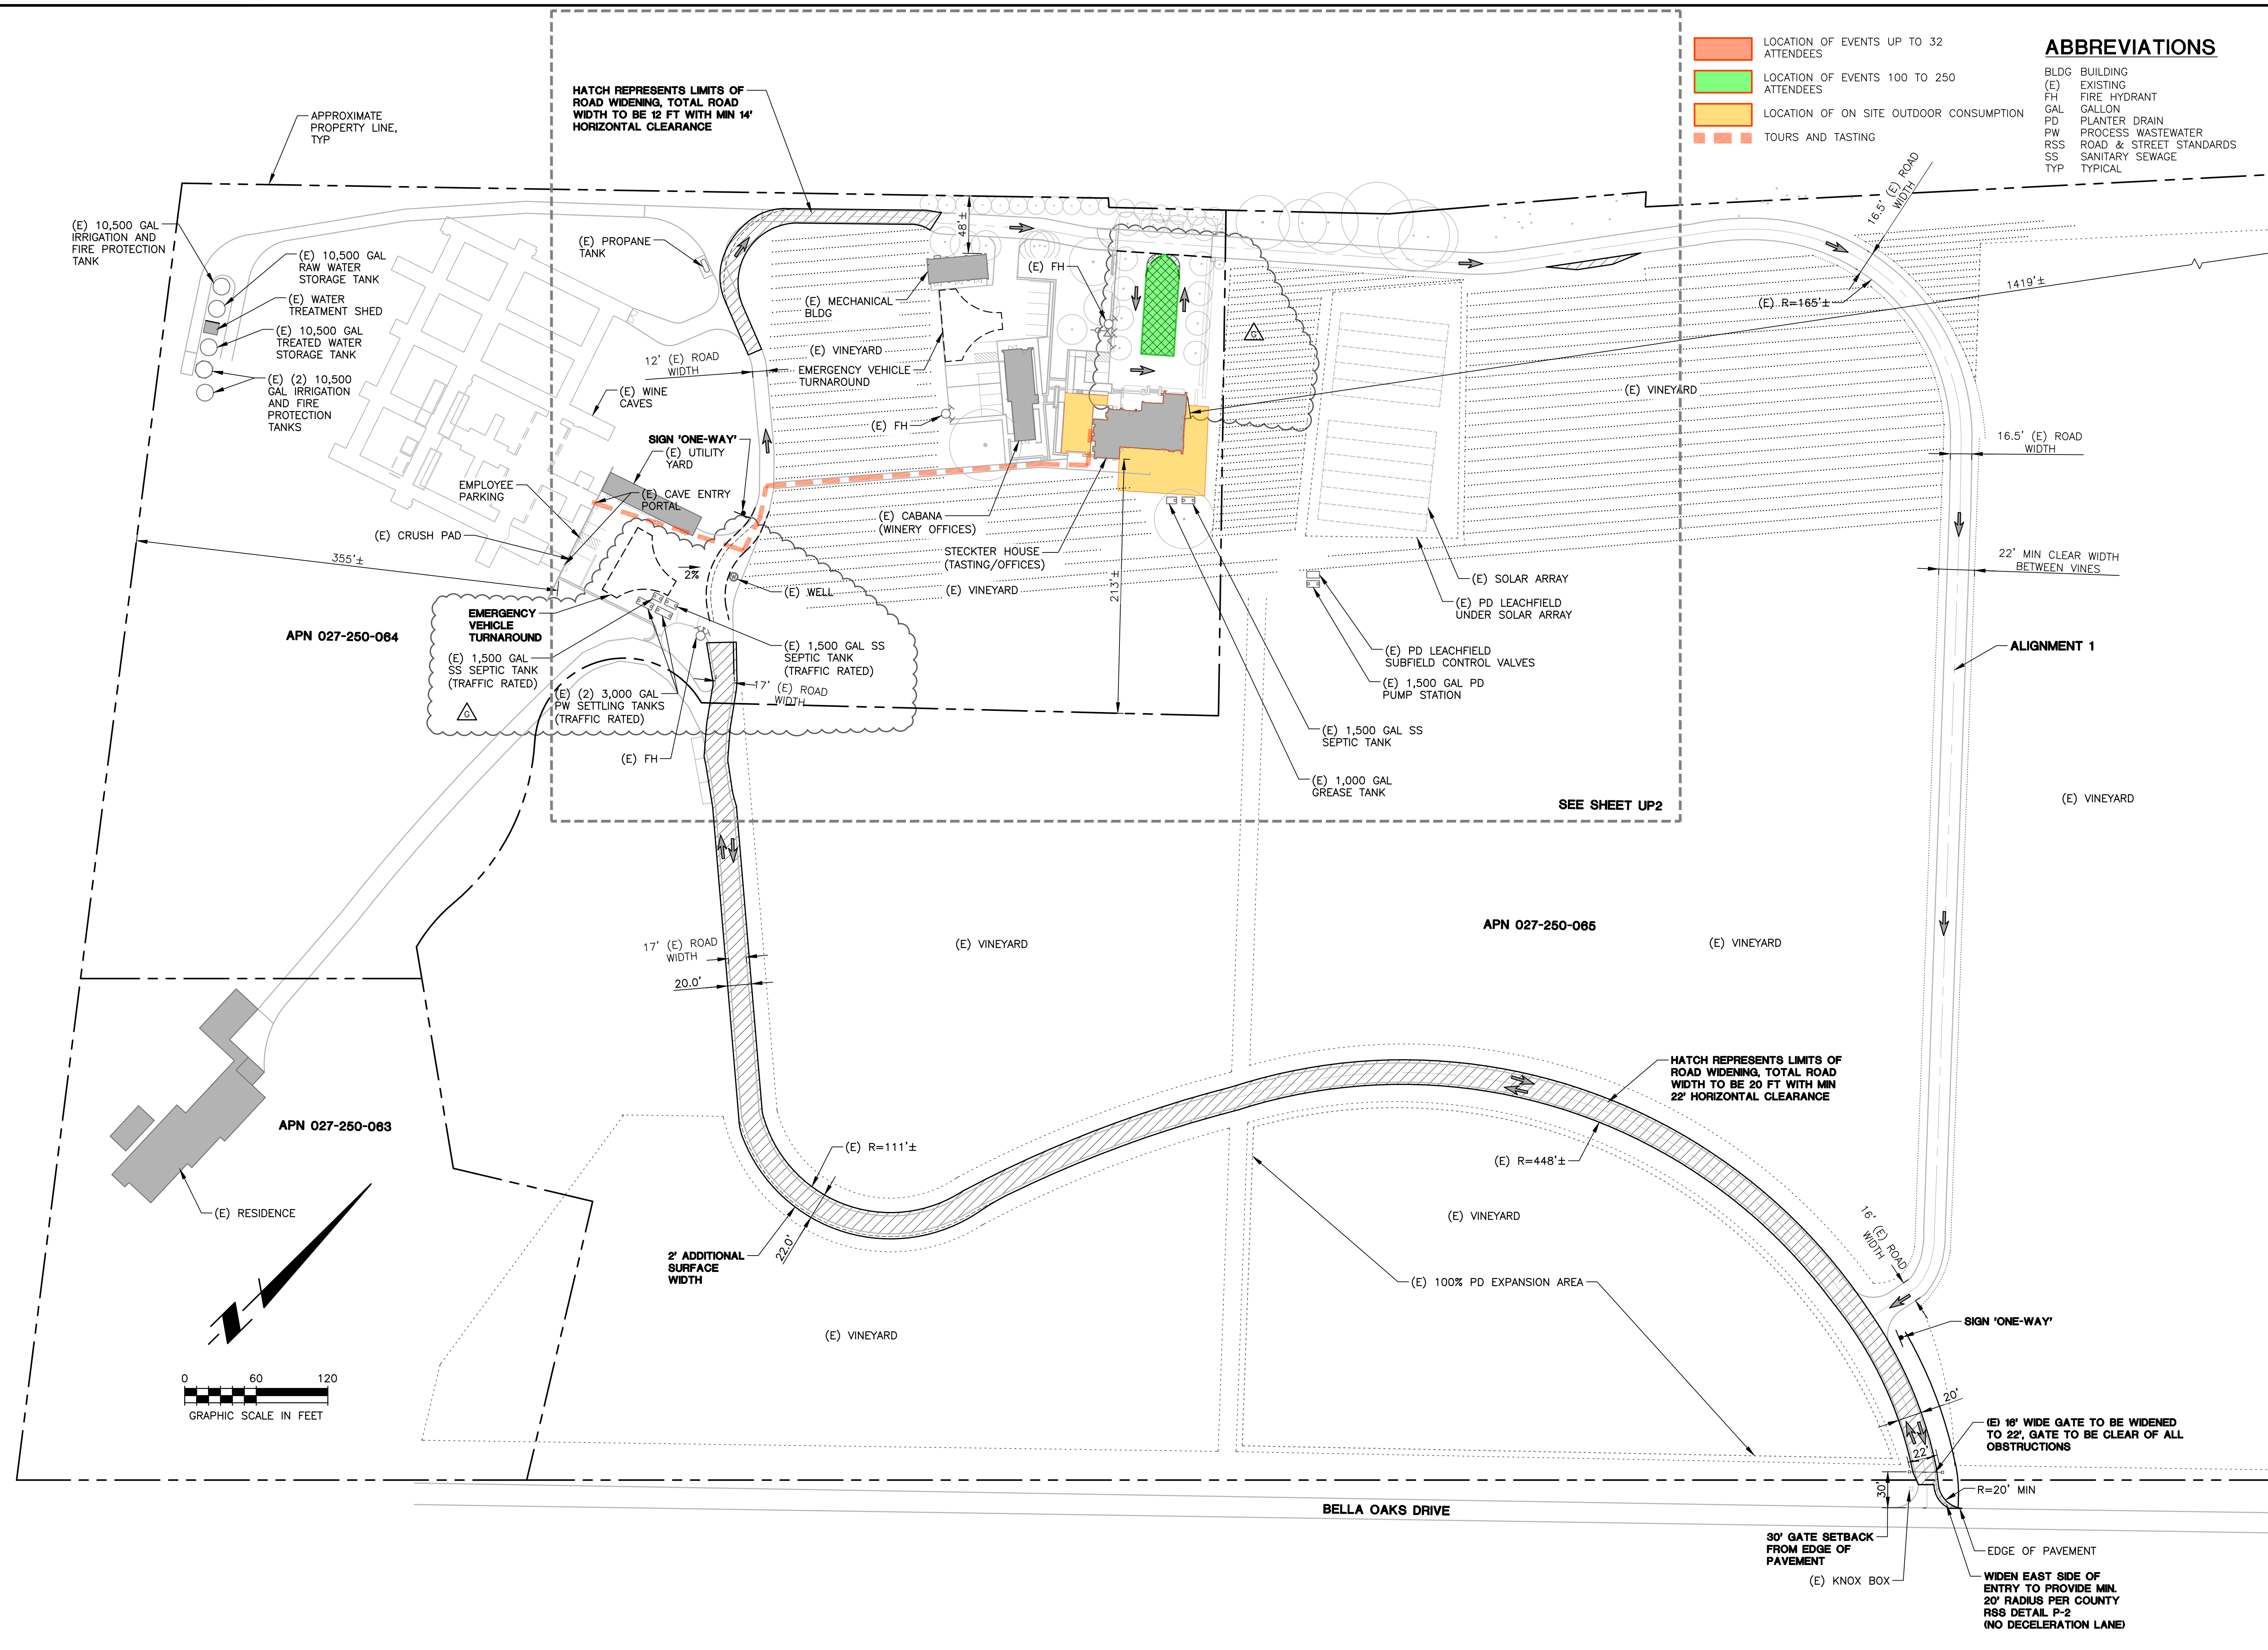 LOCATION OF EVENTS UP TO 32
ATTENDEES
LOCATION OF EVENTS 100 TO 250
ATTENDEES
LOCATION OF ON SITE OUTDOOR CONSUMPTION
TOURS AND TASTING
ABBREVIATIONS
BLDG BUILDING
(E) EXISTING
FH FIRE HYDRANT
GAL GALLON
PD PLANTER DRAIN
PW PROCESS WASTEWATER
RSS ROAD & STREET STANDARDS
SS SANITARY SEWAGE
TYP TYPICAL
HATCH REPRESENTS LIMITS OF
ROAD WIDENING, TOTAL ROAD
WIDTH TO BE 12 FT WITH MIN 14'
HORIZONTAL CLEARANCE
APPROXIMATE
PROPERTY LINE,
TYP
(E) 10,500 GAL
IRRIGATION AND
FIRE PROTECTION
TANK
(E) 10,500 GAL
RAW WATER
STORAGE TANK
(E) WATER
TREATMENT SHED
(E) 10,500 GAL
TREATED WATER
STORAGE TANK
(E) (2) 10,500
GAL IRRIGATION
AND FIRE
PROTECTION
TANKS
(E) PROPANE
TANK
48'±
(E) FH
(E) MECHANICAL
BLDG
(E) VINEYARD
EMERGENCY VEHICLE
TURNAROUND
12' (E) ROAD
WIDTH
(E) WINE
CAVES
(E) FH
SIGN 'ONE-WAY'
(E) UTILITY
YARD
EMPLOYEE
PARKING
(E) CAVE ENTRY
PORTAL
(E) CRUSH PAD
355'±
(E) CABANA
(WINERY OFFICES)
STECKTER HOUSE
(TASTING/OFFICES)
2%
(E) WELL
(E) VINEYARD
213'±
G
16.5' (E) ROAD
WIDTH
(E) R=165'±
1419'±
(E) VINEYARD
16.5' (E) ROAD
WIDTH
22' MIN CLEAR WIDTH
BETWEEN VINES
(E) SOLAR ARRAY
(E) PD LEACHFIELD
UNDER SOLAR ARRAY
(E) PD LEACHFIELD
SUBFIELD CONTROL VALVES
(E) 1,500 GAL PD
PUMP STATION
(E) 1,500 GAL SS
SEPTIC TANK
(E) 1,000 GAL
GREASE TANK
SEE SHEET UP2
ALIGNMENT 1
APN 027-250-064
EMERGENCY
VEHICLE
TURNAROUND
(E) 1,500 GAL
SS SEPTIC TANK
(TRAFFIC RATED)
G
(E) (2) 3,000 GAL
PW SETTLING TANKS
(TRAFFIC RATED)
(E) 1,500 GAL SS
SEPTIC TANK
(TRAFFIC RATED)
17' (E) ROAD
WIDTH
(E) FH
(E) VINEYARD
APN 027-250-065
(E) VINEYARD
(E) VINEYARD
17' (E) ROAD
WIDTH
20.0'
HATCH REPRESENTS LIMITS OF
ROAD WIDENING, TOTAL ROAD
WIDTH TO BE 20 FT WITH MIN
22' HORIZONTAL CLEARANCE
APN 027-250-063
(E) RESIDENCE
(E) R=111'±
(E) R=448'±
2' ADDITIONAL
SURFACE
WIDTH
22.0'
(E) VINEYARD
(E) 100% PD EXPANSION AREA
(E) VINEYARD
16' (E) ROAD
WIDTH
SIGN 'ONE-WAY'
20'
(E) 16' WIDE GATE TO BE WIDENED
TO 22', GATE TO BE CLEAR OF ALL
OBSTRUCTIONS
22'
30'
R=20' MIN
0 60 120
GRAPHIC SCALE IN FEET
BELLA OAKS DRIVE
30' GATE SETBACK
FROM EDGE OF
PAVEMENT
(E) KNOX BOX
EDGE OF PAVEMENT
WIDEN EAST SIDE OF
ENTRY TO PROVIDE MIN.
20' RADIUS PER COUNTY
RSS DETAIL P-2
(NO DECELERATION LANE)